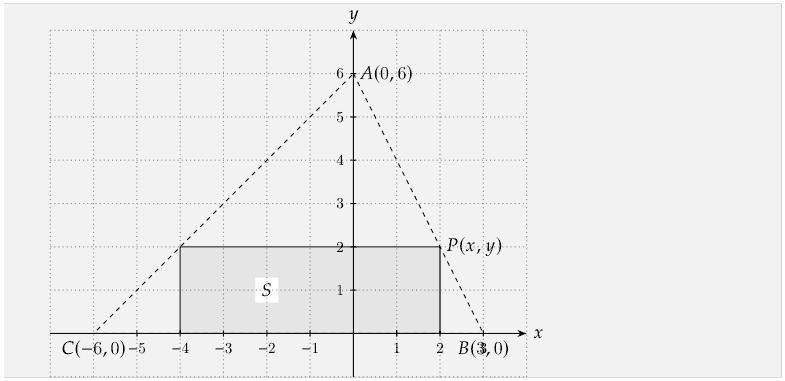 y
6 A(0, 6)
5
4
3
2 P(x, y)
S 1
C(−6, 0) −5 −4 −3 −2 −1 1 2 B(3, 0) x